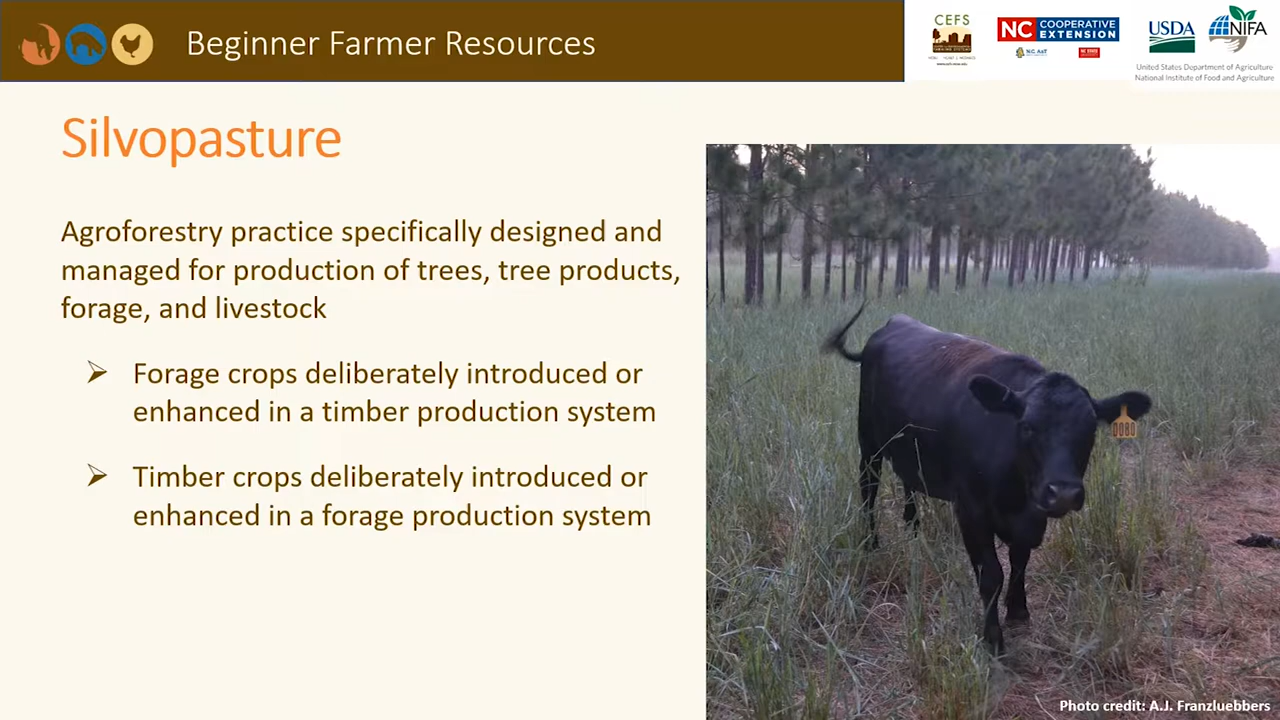 Beginner Farmer Resources
CEFS
NC COOPERATIVE
EXTENSION
USDA
NIFA
United States Department of Agriculture
National Institute of Food and Agriculture
Silvopasture
Agroforestry practice specifically designed and
managed for production of trees, tree products,
forage, and livestock
Forage crops deliberately introduced or
enhanced in a timber production system
Timber crops deliberately introduced or
enhanced in a forage production system
0080
Photo credit: A.J. Franzluebbers